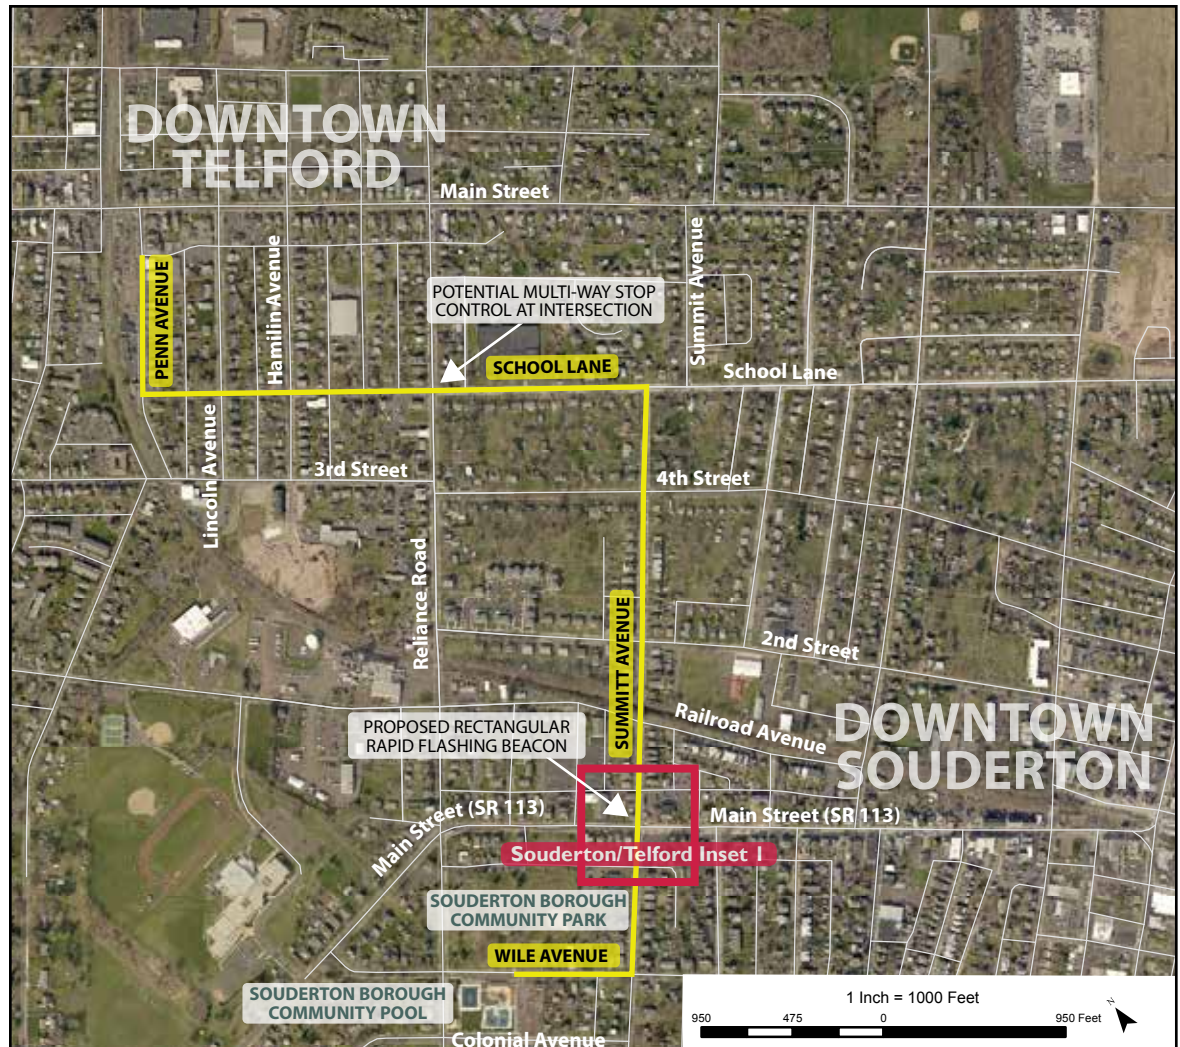 DOWNTOWN
TELFORD
Main Street
PENN AVENUE
Hamilin Avenue
Summit Avenue
POTENTIAL MULTI-WAY STOP
CONTROL AT INTERSECTION
SCHOOL LANE
School Lane
Lincoln Avenue
3rd Street
4th Street
Reliance Road
SUMMITT AVENUE
2nd Street
Railroad Avenue
DOWNTOWN
SOUDERTON
PROPOSED RECTANGULAR
RAPID FLASHING BEACON
Main Street (SR 113)
Main Street (SR 113)
Souderton/Telford Inset 1
SOUDERTON BOROUGH
COMMUNITY PARK
WILE AVENUE
SOUDERTON BOROUGH
COMMUNITY POOL
Colonial Avenue
1 Inch = 1000 Feet
950 475 0 950 Feet
N